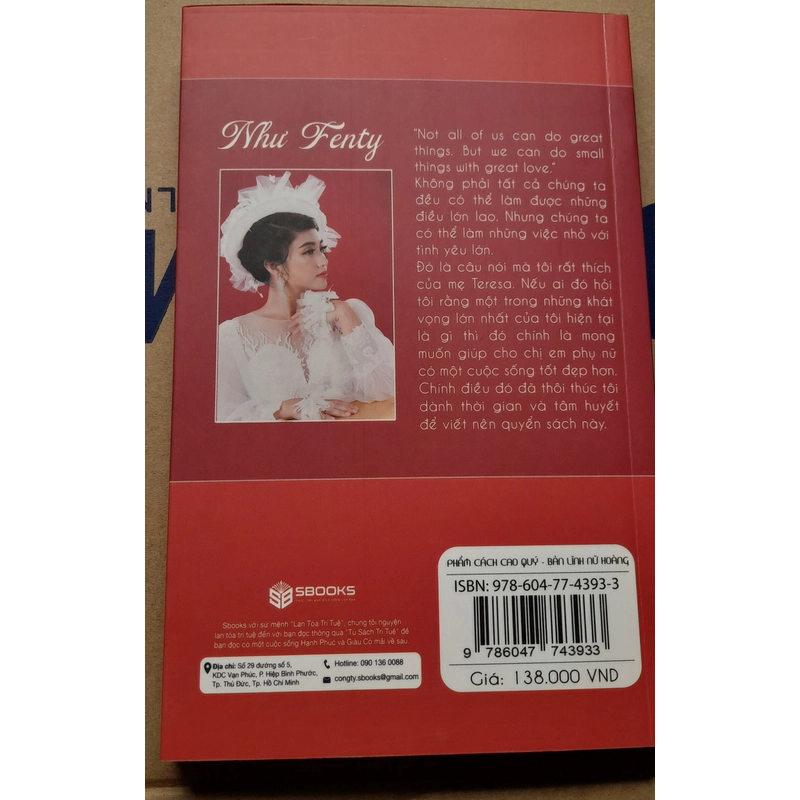 Như Fenty
"Not all of us can do great
things. But we can do small
things with great love."
Không phải tất cả chúng ta
đều có thể làm được những
điều lớn lao. Nhưng chúng ta
có thể làm những việc nhỏ với
tình yêu lớn.
Đó là câu nói mà tôi rất thích
của mẹ Teresa. Nếu ai đó hỏi
tôi rằng một trong những khát
vọng lớn nhất của tôi hiện tại
là gì thì đó chính là mong
muốn giúp cho chị em phụ nữ
có một cuộc sống tốt đẹp hơn.
Chính điều đó đã thôi thúc tôi
dành thời gian và tâm huyết
để viết nên quyển sách này.
SBOOKS
Sbooks với sứ mệnh "Lan Tỏa Trí Tuệ", chúng tôi nguyện
lan tỏa trí tuệ đến với bạn đọc thông qua "Tủ Sách Trí Tuệ" để
bạn đọc có một cuộc sống Hạnh Phúc và Giàu Có mãi về sau.
Địa chỉ: Số 29 đường số 5,
KDC Vạn Phúc, P. Hiệp Bình Phước,
Tp. Thủ Đức, Tp. Hồ Chí Minh
Hotline: 090 136 0088
congty.sbooks@gmail.com
PHẨM CÁCH CAO QUÝ - BẢN LĨNH NỮ HOÀNG
ISBN: 978-604-77-4393-3
9 786047 743933
Giá: 138.000 VND